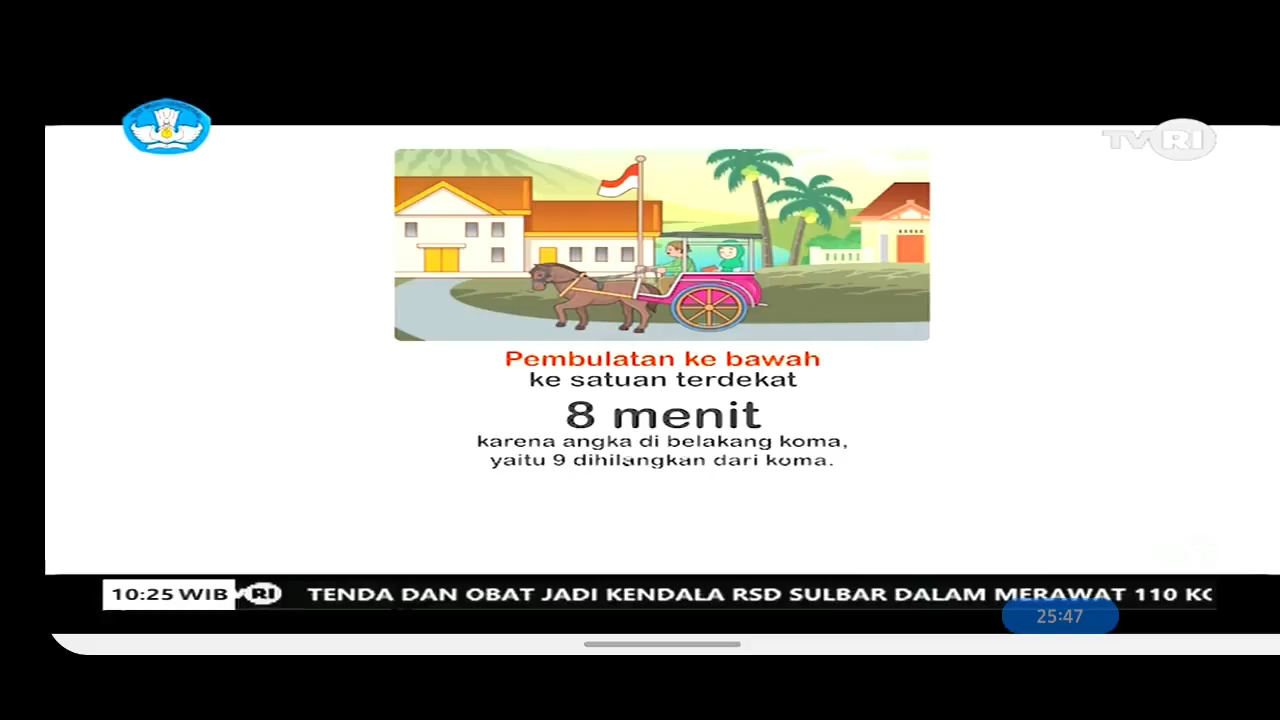 TVRI
Pembulatan ke bawah
ke satuan terdekat
8 menit
karena angka di belakang koma,
yaitu 9 dihilangkan dari koma.
10:25 WIB
RI
TENDA DAN OBAT JADI KENDALA RSD SULBAR DALAM MERAWAT 110
25:47